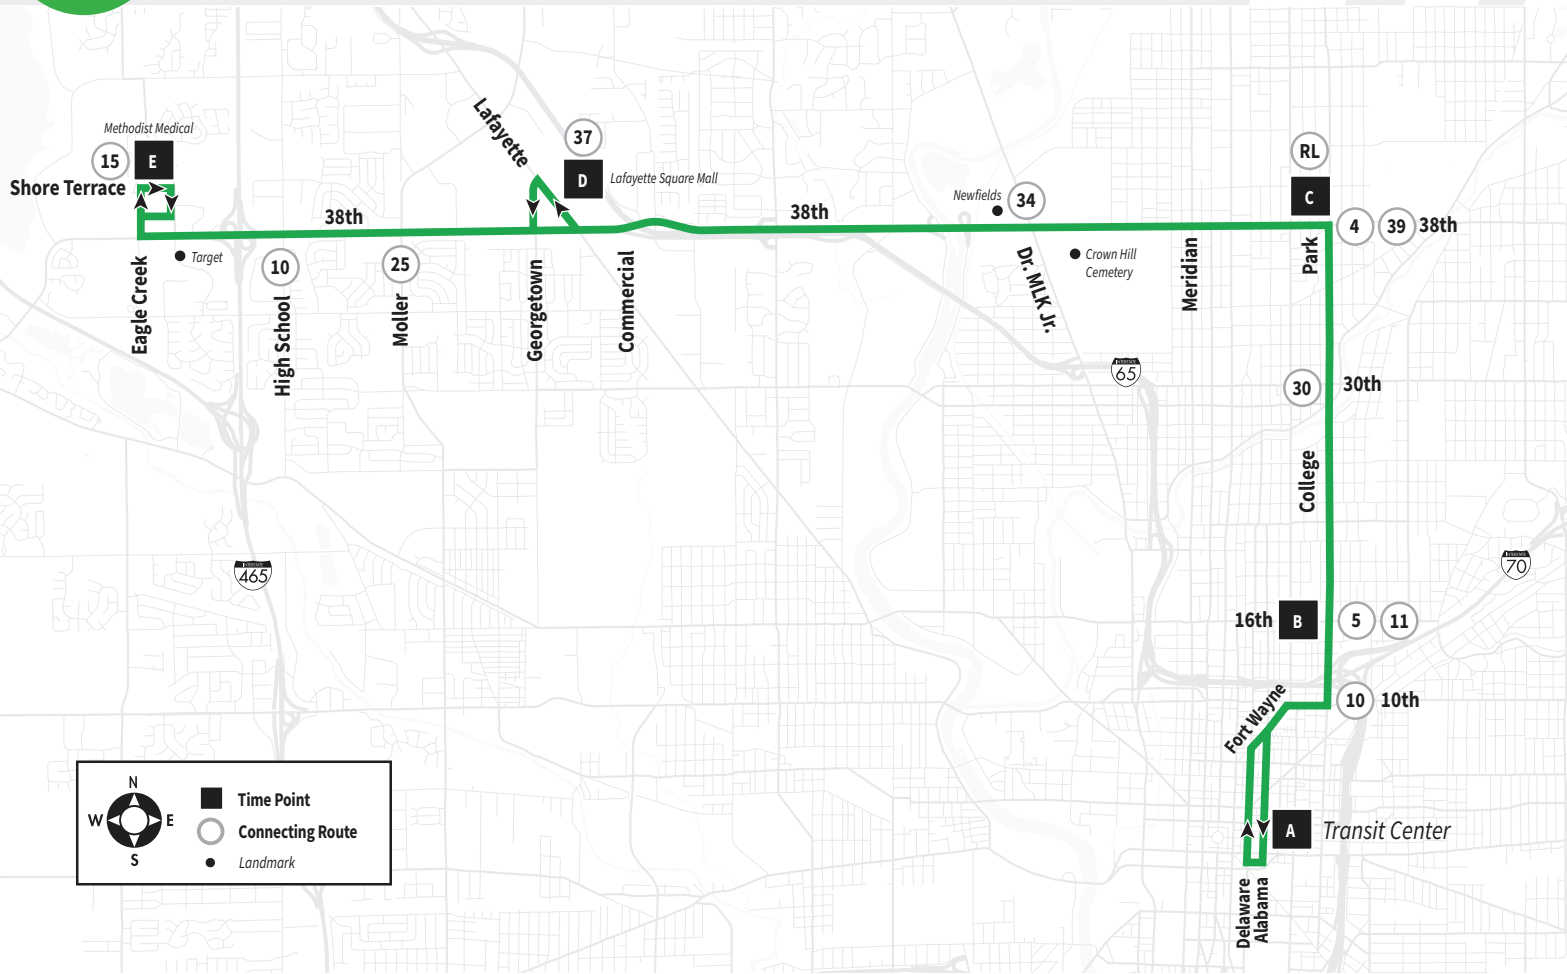 Methodist Medical
15
E
Shore Terrace
38th
Target
Eagle Creek
10
High School
25
Moller
Lafayette
37
D
Lafayette Square Mall
Georgetown
Commercial
38th
Newfields
34
Dr. MLK Jr.
Crown Hill
Cemetery
Meridian
RL
C
Park
4
39
38th
INTERSTATE
65
30
30th
College
INTERSTATE
465
INTERSTATE
70
16th
B
5
11
10
10th
Fort Wayne
A
Transit Center
Delaware
Alabama
N
W
E
S
Time Point
Connecting Route
Landmark